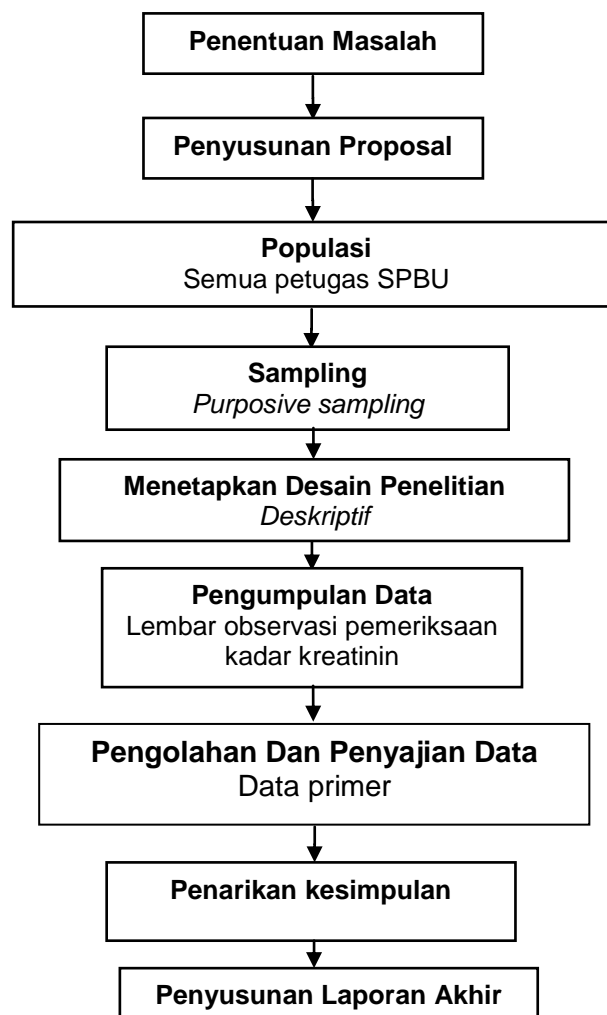 Penentuan Masalah
Penyusunan Proposal
Populasi
Semua petugas SPBU
Sampling
Purposive sampling
Menetapkan Desain Penelitian
Deskriptif
Pengumpulan Data
Lembar observasi pemeriksaan
kadar kreatinin
Pengolahan Dan Penyajian Data
Data primer
Penarikan kesimpulan
Penyusunan Laporan Akhir